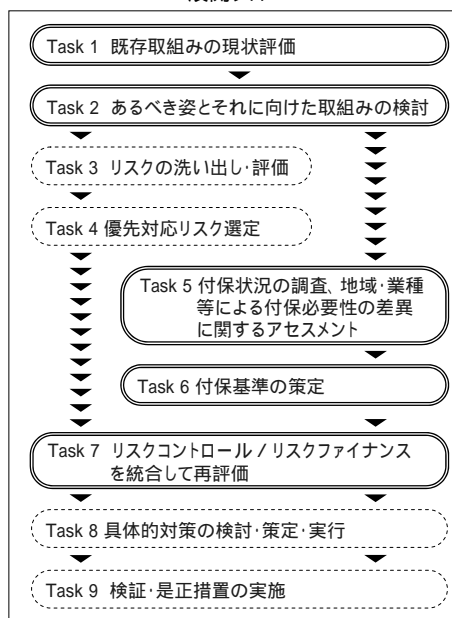 Task 1 既存取組みの現状評価
Task 2 あるべき姿とそれに向けた取組みの検討
Task 3 リスクの洗い出し・評価
Task 4 優先対応リスク選定
Task 5 付保状況の調査、地域・業種
等による付保必要性の差異
に関するアセスメント
Task 6 付保基準の策定
Task 7 リスクコントロール / リスクファイナンス
を統合して再評価
Task 8 具体的対策の検討・策定・実行
Task 9 検証・是正措置の実施